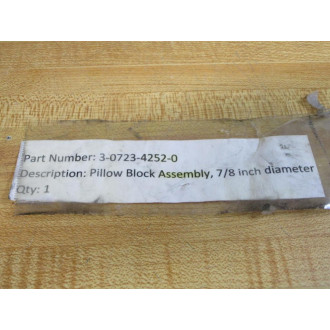 Part Number: 3-0723-4252-0
Description: Pillow Block Assembly, 7/8 inch diameter
Qty: 1